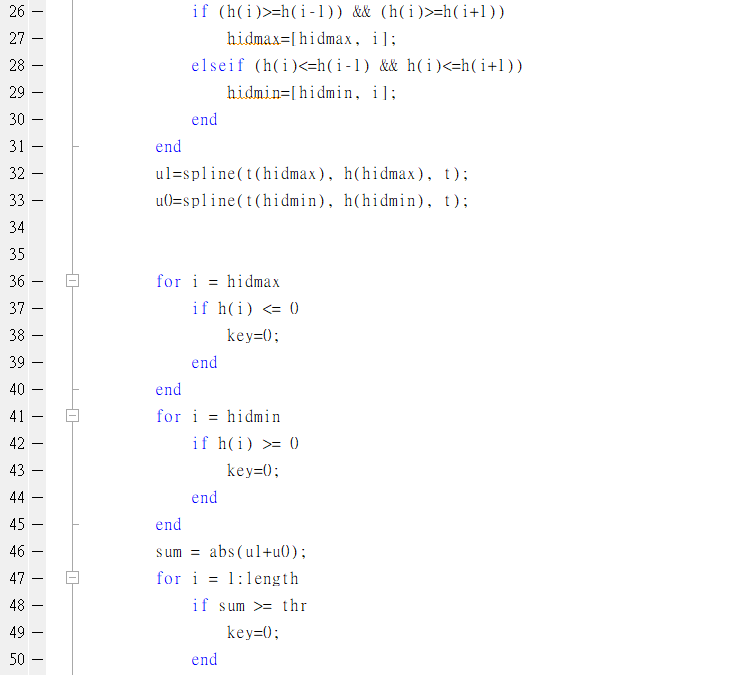 26 — if (h(i)>=h(i-1)) && (h(i)>=h(i+1))
27 — hidmax=[hidmax, i];
28 — elseif (h(i)<=h(i-1) && h(i)<=h(i+1))
29 — hidmin=[hidmin, i];
30 — end
31 — end
32 — u1=spline(t(hidmax), h(hidmax), t);
33 — u0=spline(t(hidmin), h(hidmin), t);
34
35
36 — for i = hidmax
37 — if h(i) <= 0
38 — key=0;
39 — end
40 — end
41 — for i = hidmin
42 — if h(i) >= 0
43 — key=0;
44 — end
45 — end
46 — sum = abs(u1+u0);
47 — for i = 1:length
48 — if sum >= thr
49 — key=0;
50 — end